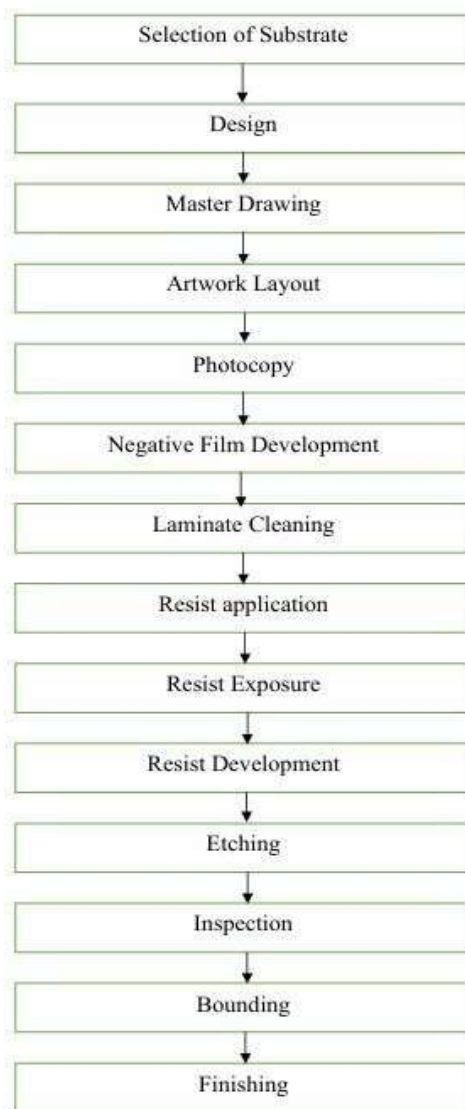 Selection of Substrate
Design
Master Drawing
Artwork Layout
Photocopy
Negative Film Development
Laminate Cleaning
Resist application
Resist Exposure
Resist Development
Etching
Inspection
Bounding
Finishing